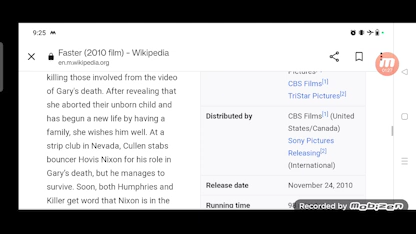 9:25
Faster (2010 film) - Wikipedia
en.m.wikipedia.org
killing those involved from the video
of Gary's death. After revealing that
she aborted their unborn child and
has begun a new life by having a
family, she wishes him well. At a
strip club in Nevada, Cullen stabs
bouncer Hovis Nixon for his role in
Gary's death, but he manages to
survive. Soon, both Humphries and
Killer get word that Nixon is in the
Pictures
CBS Films[1]
TriStar Pictures[2]
Distributed by
CBS Films[1] (United
States/Canada)
Sony Pictures
Releasing[2]
(International)
Release date
November 24, 2010
Running time
98
Recorded by MOBIZEN